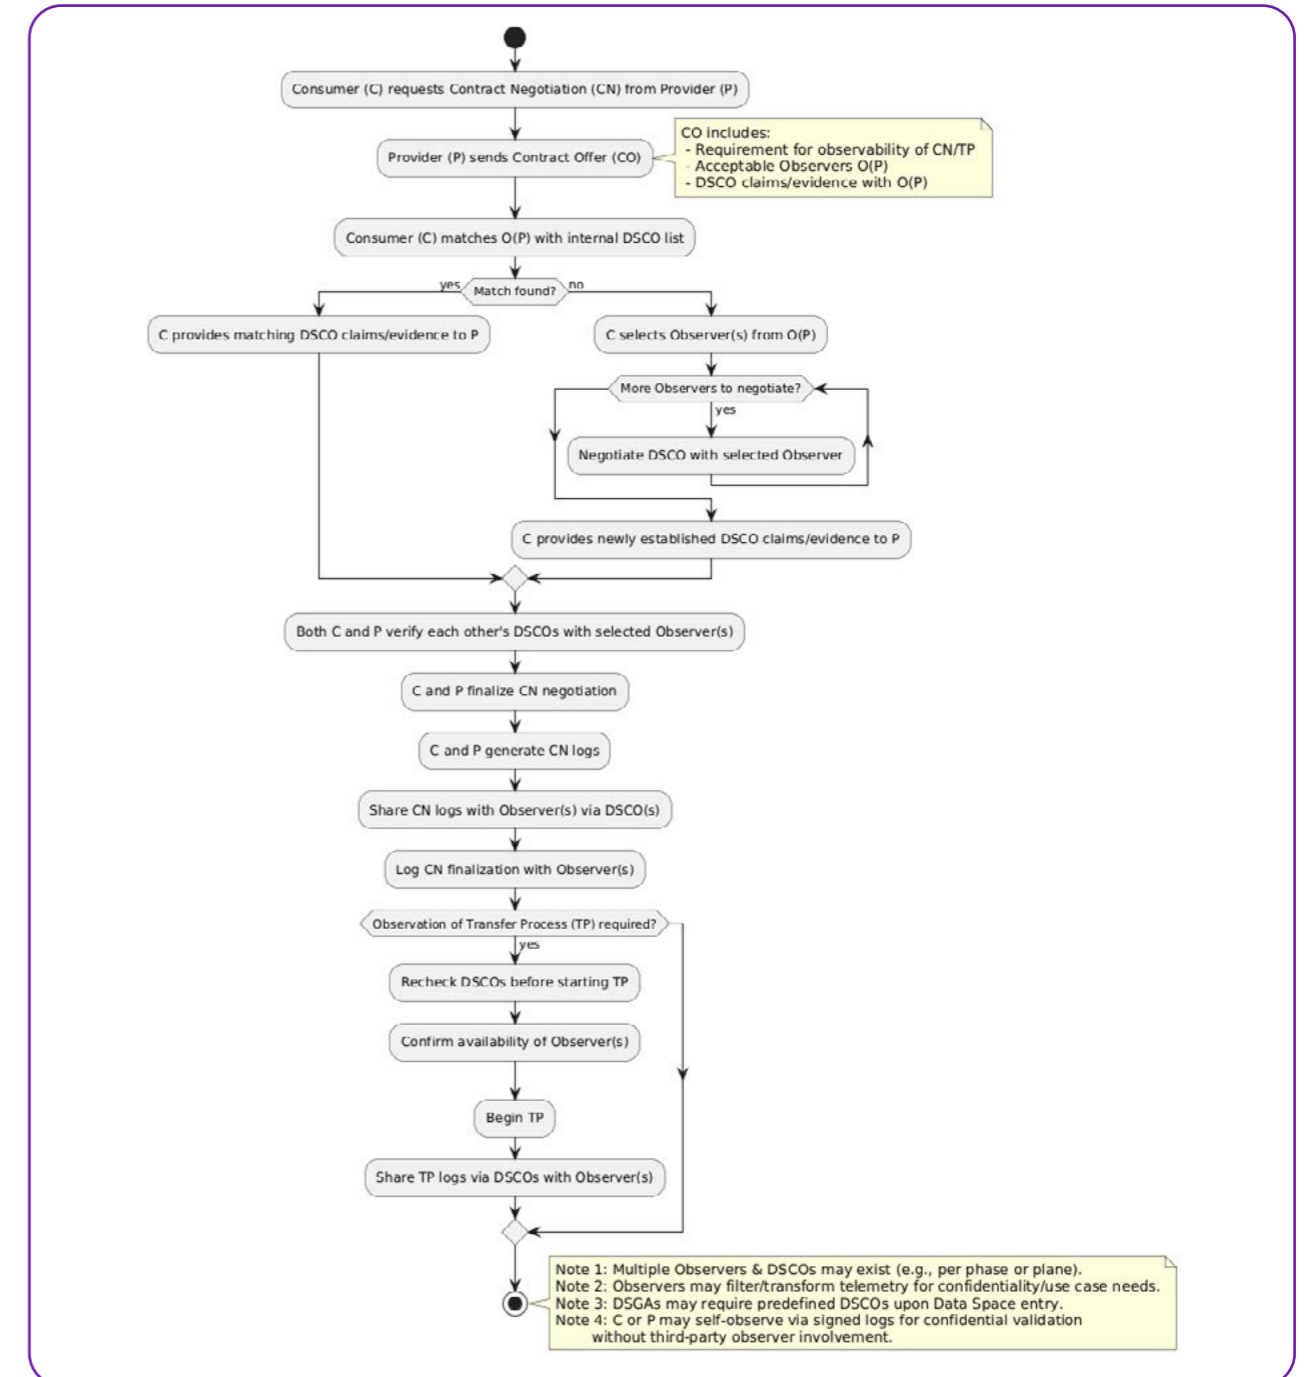 Consumer (C) requests Contract Negotiation (CN) from Provider (P)
Provider (P) sends Contract Offer (CO)
CO includes:
- Requirement for observability of CN/TP
- Acceptable Observers O(P)
- DSCO claims/evidence with O(P)
Consumer (C) matches O(P) with internal DSCO list
yes
Match found?
no
C provides matching DSCO claims/evidence to P
C selects Observer(s) from O(P)
More Observers to negotiate?
yes
Negotiate DSCO with selected Observer
C provides newly established DSCO claims/evidence to P
Both C and P verify each other's DSCOs with selected Observer(s)
C and P finalize CN negotiation
C and P generate CN logs
Share CN logs with Observer(s) via DSCO(s)
Log CN finalization with Observer(s)
Observation of Transfer Process (TP) required?
yes
Recheck DSCOs before starting TP
Confirm availability of Observer(s)
Begin TP
Share TP logs via DSCOs with Observer(s)
Note 1: Multiple Observers & DSCOs may exist (e.g., per phase or plane).
Note 2: Observers may filter/transform telemetry for confidentiality/use case needs.
Note 3: DSGAs may require predefined DSCOs upon Data Space entry.
Note 4: C or P may self-observe via signed logs for confidential validation
without third-party observer involvement.